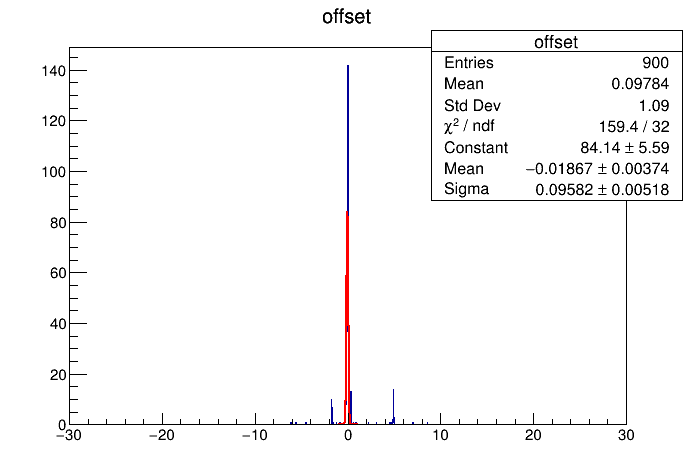 offset
offset
Entries 900
Mean 0.09784
Std Dev 1.09
χ² / ndf 159.4 / 32
Constant 84.14 ± 5.59
Mean −0.01867 ± 0.00374
Sigma 0.09582 ± 0.00518
140
120
100
80
60
40
20
0
−30 −20 −10 0 10 20 30